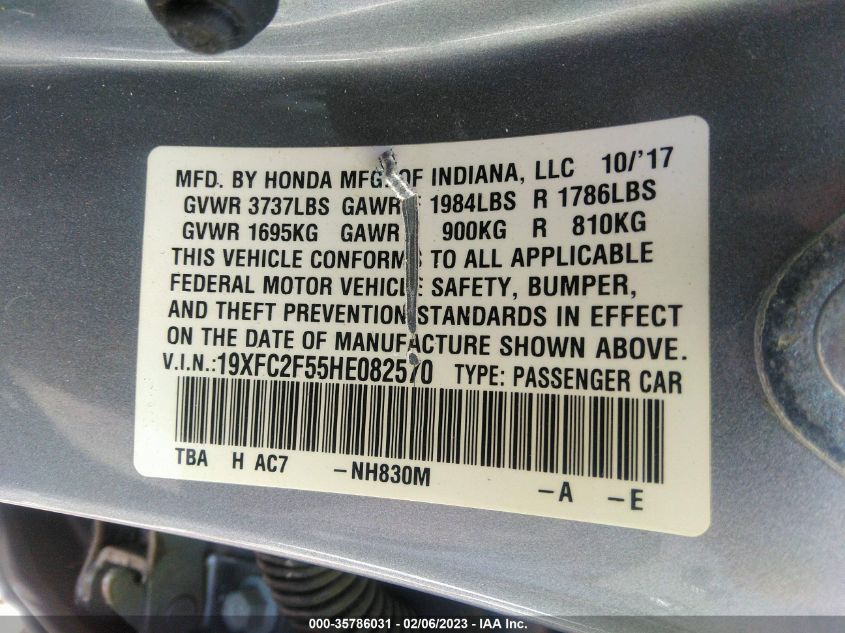 MFD. BY HONDA MFG OF INDIANA, LLC 10/'17
GVWR 3737LBS GAWR 1984LBS R 1786LBS
GVWR 1695KG GAWR 900KG R 810KG
THIS VEHICLE CONFORMS TO ALL APPLICABLE
FEDERAL MOTOR VEHICLE SAFETY, BUMPER,
AND THEFT PREVENTION STANDARDS IN EFFECT
ON THE DATE OF MANUFACTURE SHOWN ABOVE.
V.I.N.:19XFC2F55HE082570 TYPE: PASSENGER CAR
TBA H AC7 -NH830M -A -E
000-35786031 - 02/06/2023 - IAA Inc.